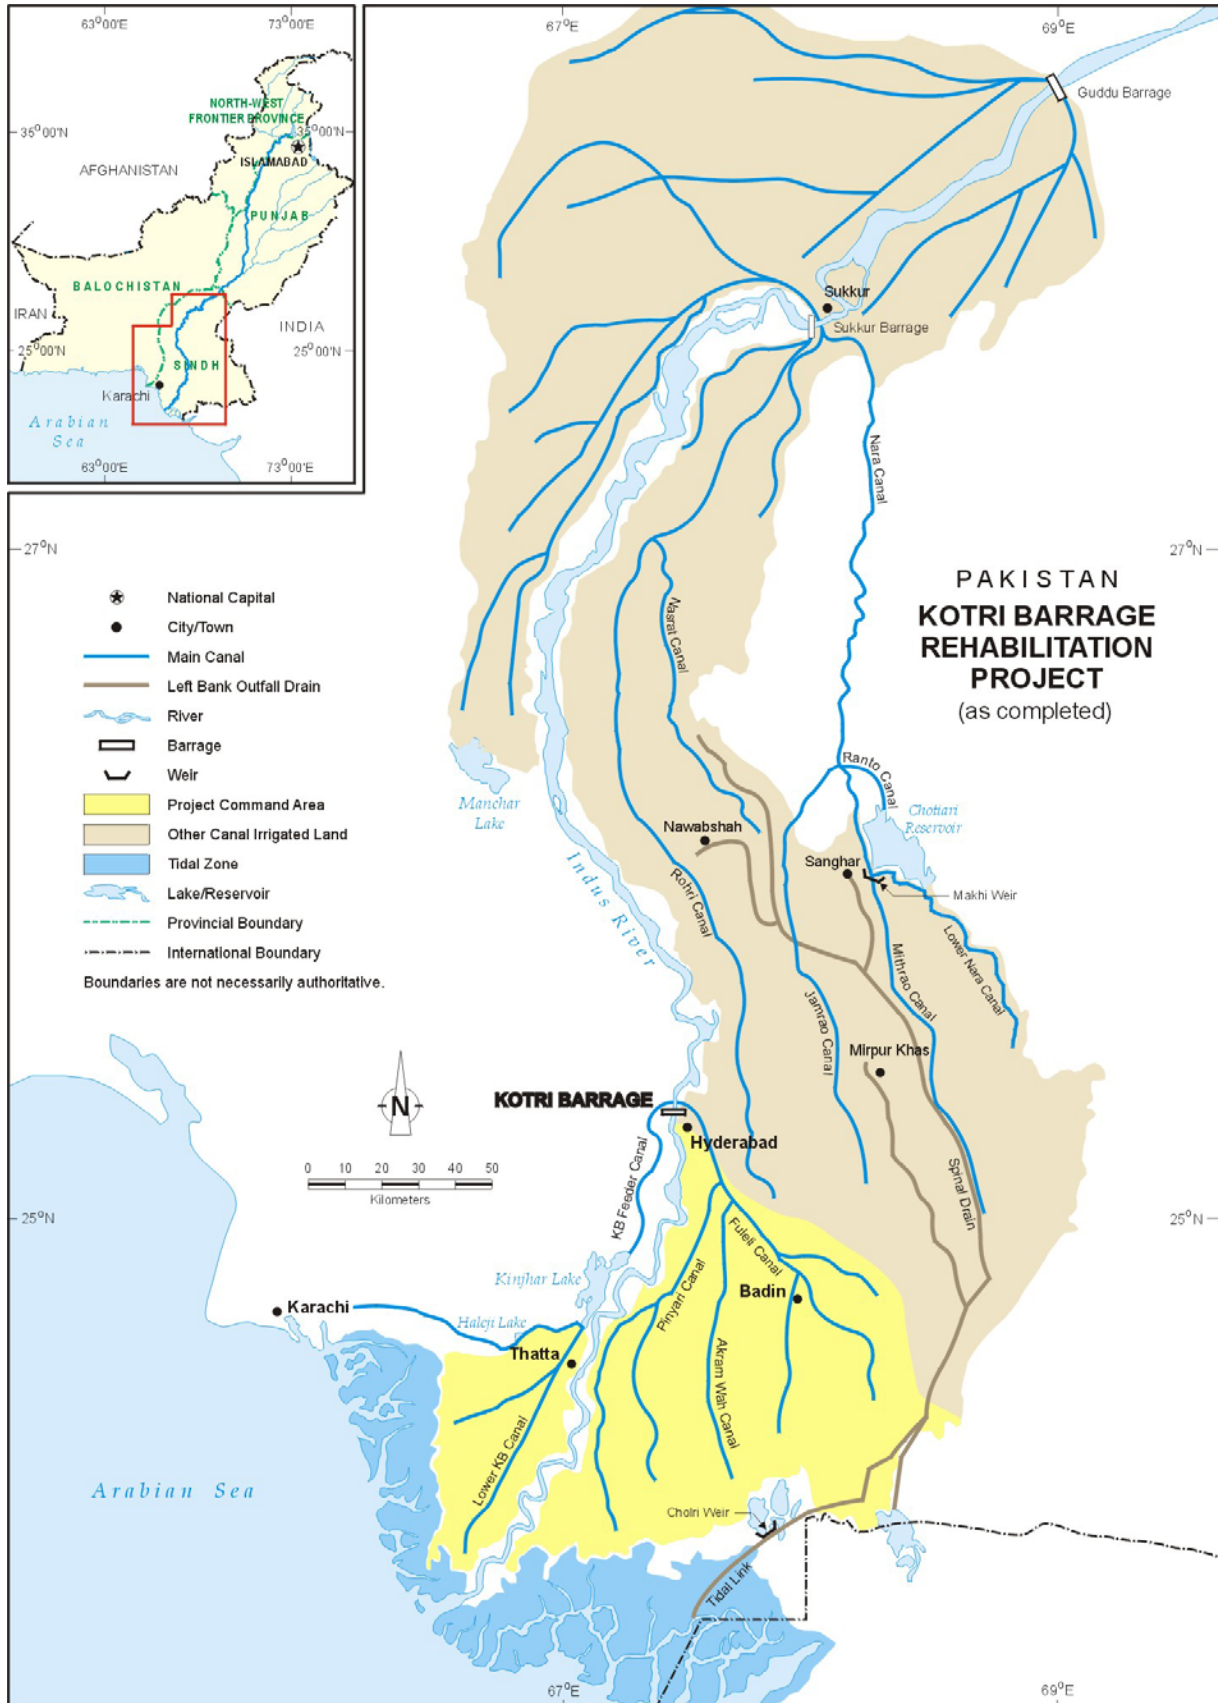 63°00'E
73°00'E
NORTH-WEST
FRONTIER PROVINCE
35°00'N
35°00'N
ISLAMABAD
AFGHANISTAN
PUNJAB
BALOCHISTAN
IRAN
INDIA
25°00'N
25°00'N
SINDH
Karachi
Arabian
Sea
63°00'E
73°00'E
67°E
69°E
Guddu Barrage
Sukkur
Sukkur Barrage
Nara Canal
27°N
27°N
PAKISTAN
KOTRI BARRAGE
REHABILITATION
PROJECT
(as completed)
National Capital
City/Town
Main Canal
Left Bank Outfall Drain
River
Barrage
Weir
Project Command Area
Other Canal Irrigated Land
Tidal Zone
Lake/Reservoir
Provincial Boundary
International Boundary
Boundaries are not necessarily authoritative.
Nasrat Canal
Ranto Canal
Manchar
Lake
Chotiari
Reservoir
Nawabshah
Sanghar
Makhi Weir
Indus River
Rohri Canal
Lower Nara Canal
Mithrao Canal
Jamrao Canal
Mirpur Khas
N
KOTRI BARRAGE
Hyderabad
0 10 20 30 40 50
Kilometers
KB Feeder Canal
Spinal Drain
25°N
25°N
Fuleli Canal
Kinjhar Lake
Pinyari Canal
Badin
Karachi
Haleji Lake
Thatta
Akram Wah Canal
Lower KB Canal
Arabian Sea
Cholri Weir
Tidal Link
67°E
69°E